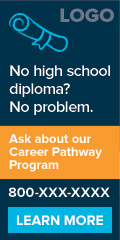 LOGO
No high school
diploma?
No problem.
Ask about our
Career Pathway
Program
800-XXX-XXXX
LEARN MORE